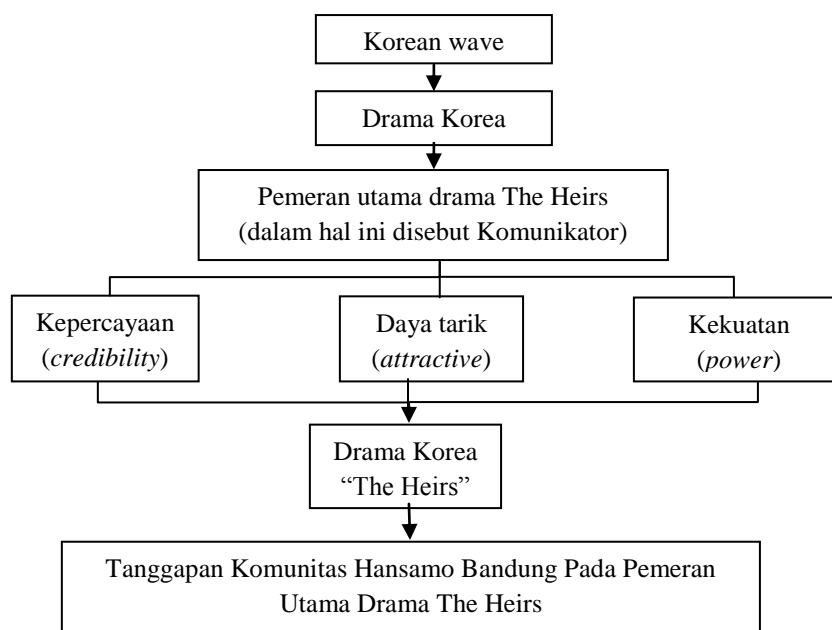 Korean wave
Drama Korea
Pemeran utama drama The Heirs
(dalam hal ini disebut Komunikator)
Kepercayaan
(credibility)
Daya tarik
(attractive)
Kekuatan
(power)
Drama Korea
“The Heirs”
Tanggapan Komunitas Hansamo Bandung Pada Pemeran
Utama Drama The Heirs